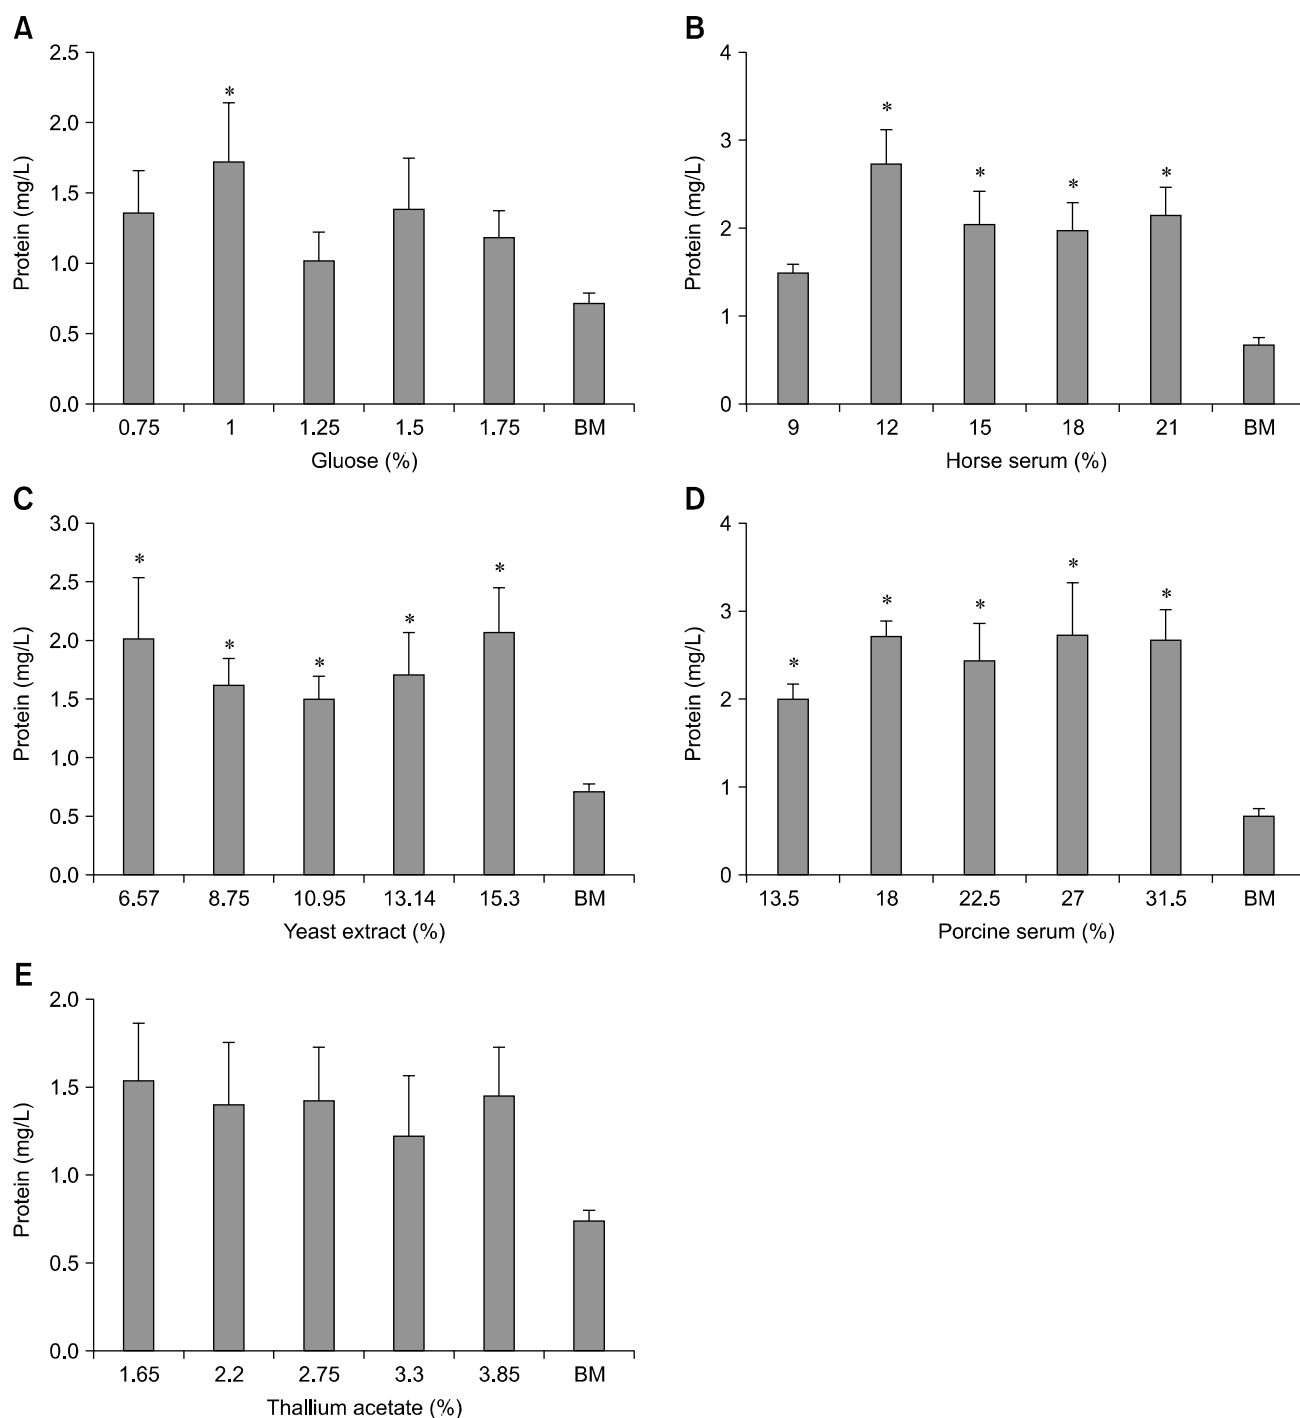 A
2.5
2.0
1.5
1.0
0.5
0.0
Protein (mg/L)
*
0.75 1 1.25 1.5 1.75 BM
Gluose (%)
B
4
3
2
1
0
Protein (mg/L)
* * * *
9 12 15 18 21 BM
Horse serum (%)
C
3.0
2.5
2.0
1.5
1.0
0.5
0.0
Protein (mg/L)
* * * * *
6.57 8.75 10.95 13.14 15.3 BM
Yeast extract (%)
D
4
3
2
1
0
Protein (mg/L)
* * * * *
13.5 18 22.5 27 31.5 BM
Porcine serum (%)
E
2.0
1.5
1.0
0.5
0.0
Protein (mg/L)
1.65 2.2 2.75 3.3 3.85 BM
Thallium acetate (%)